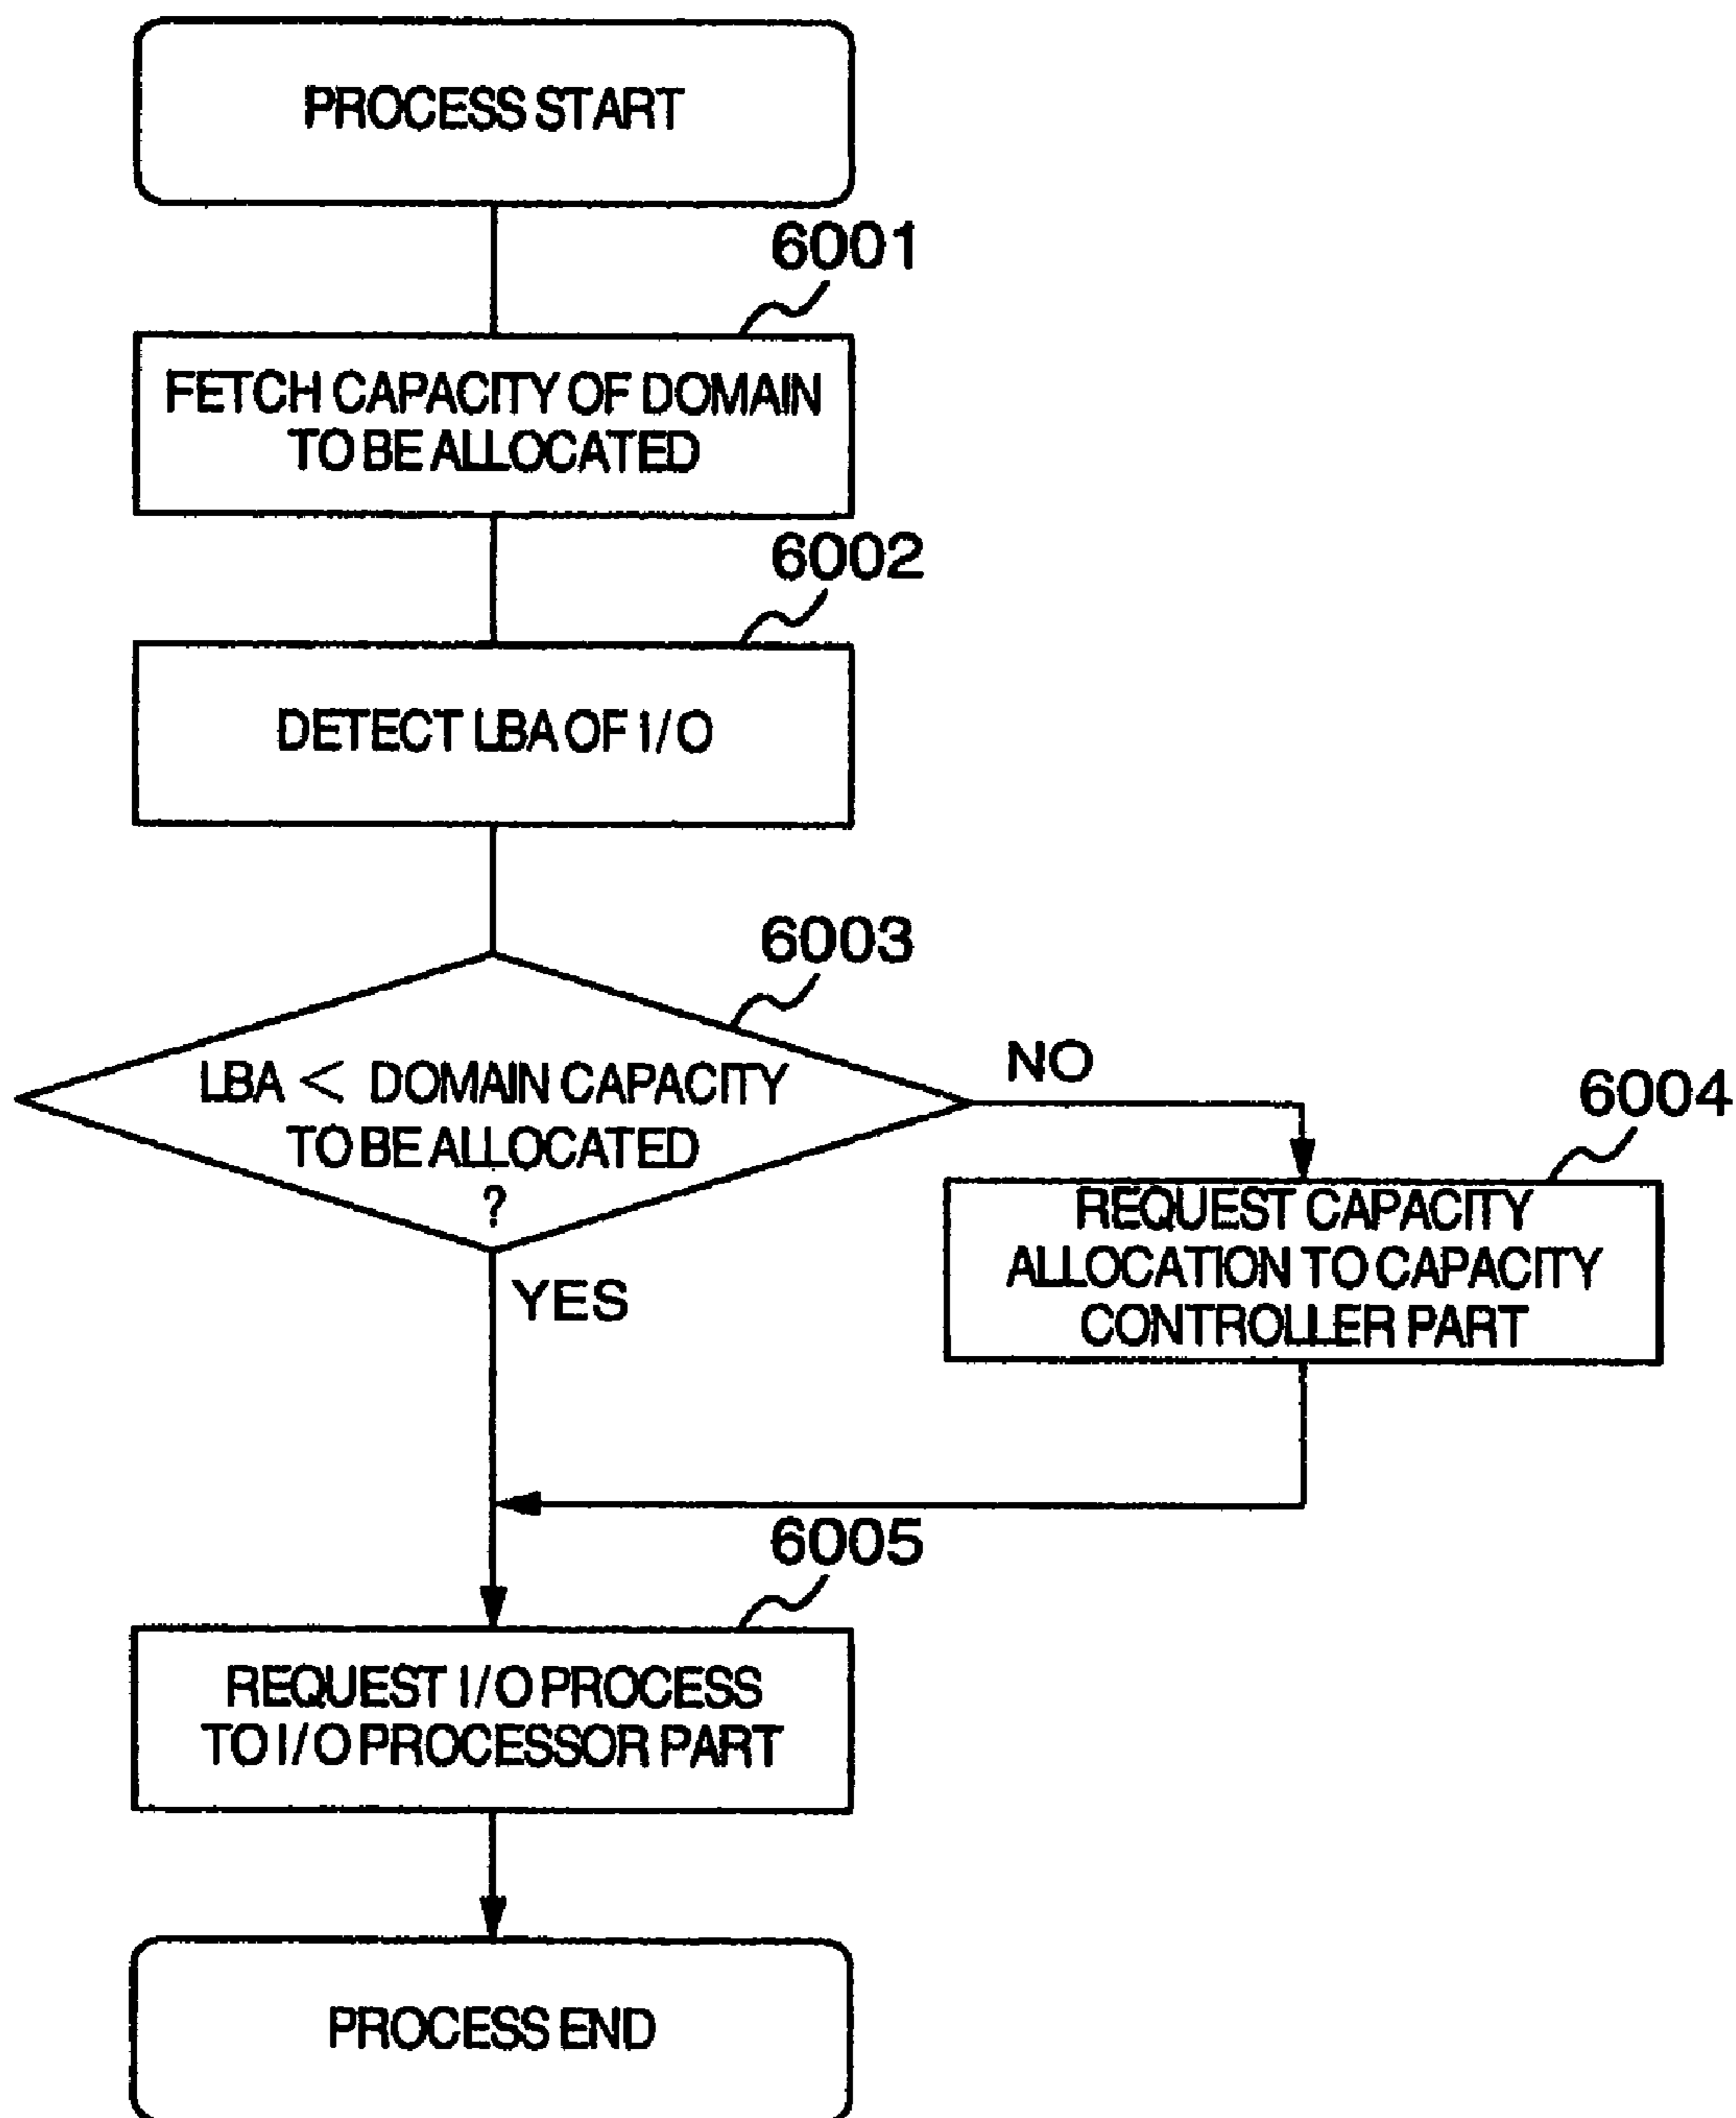 PROCESS START
6001
FETCH CAPACITY OF DOMAIN
TO BE ALLOCATED
6002
DETECT LBA OF I/O
6003
LBA < DOMAIN CAPACITY
TO BE ALLOCATED
?
NO
YES
6004
REQUEST CAPACITY
ALLOCATION TO CAPACITY
CONTROLLER PART
6005
REQUEST I/O PROCESS
TO I/O PROCESSOR PART
PROCESS END